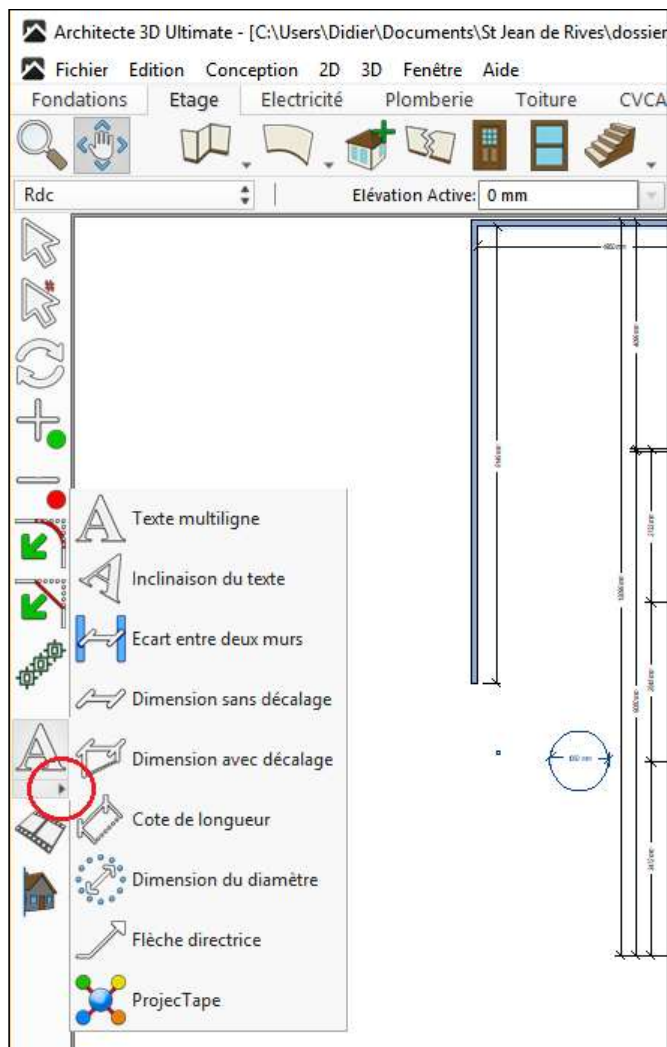 Architecte 3D Ultimate - [C:\Users\Didier\Documents\St Jean de Rives\dossier
Fichier Edition Conception 2D 3D Fenêtre Aide
Fondations Etage Electricité Plomberie Toiture CVCA
Rdc Elévation Active: 0 mm
Texte multiligne
Inclinaison du texte
Ecart entre deux murs
Dimension sans décalage
Dimension avec décalage
Cote de longueur
Dimension du diamètre
Flèche directrice
ProjecTape